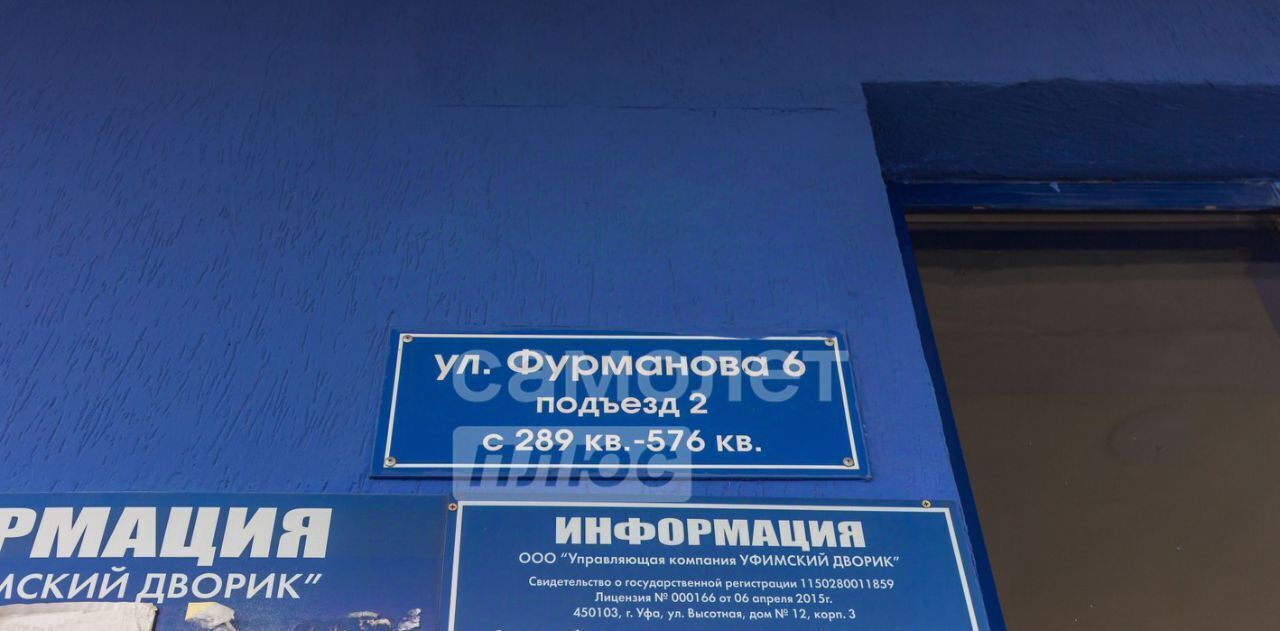 ул. Фурманова 6
подъезд 2
с 289 кв.-576 кв.
самолет
плюс
РМАЦИЯ
МСКИЙ ДВОРИК”
ИНФОРМАЦИЯ
ООО “Управляющая компания УФИМСКИЙ ДВОРИК”
Свидетельство о государственной регистрации 1150280011859
Лицензия № 000166 от 06 апреля 2015г.
450103, г. Уфа, ул. Высотная, дом № 12, корп. 3